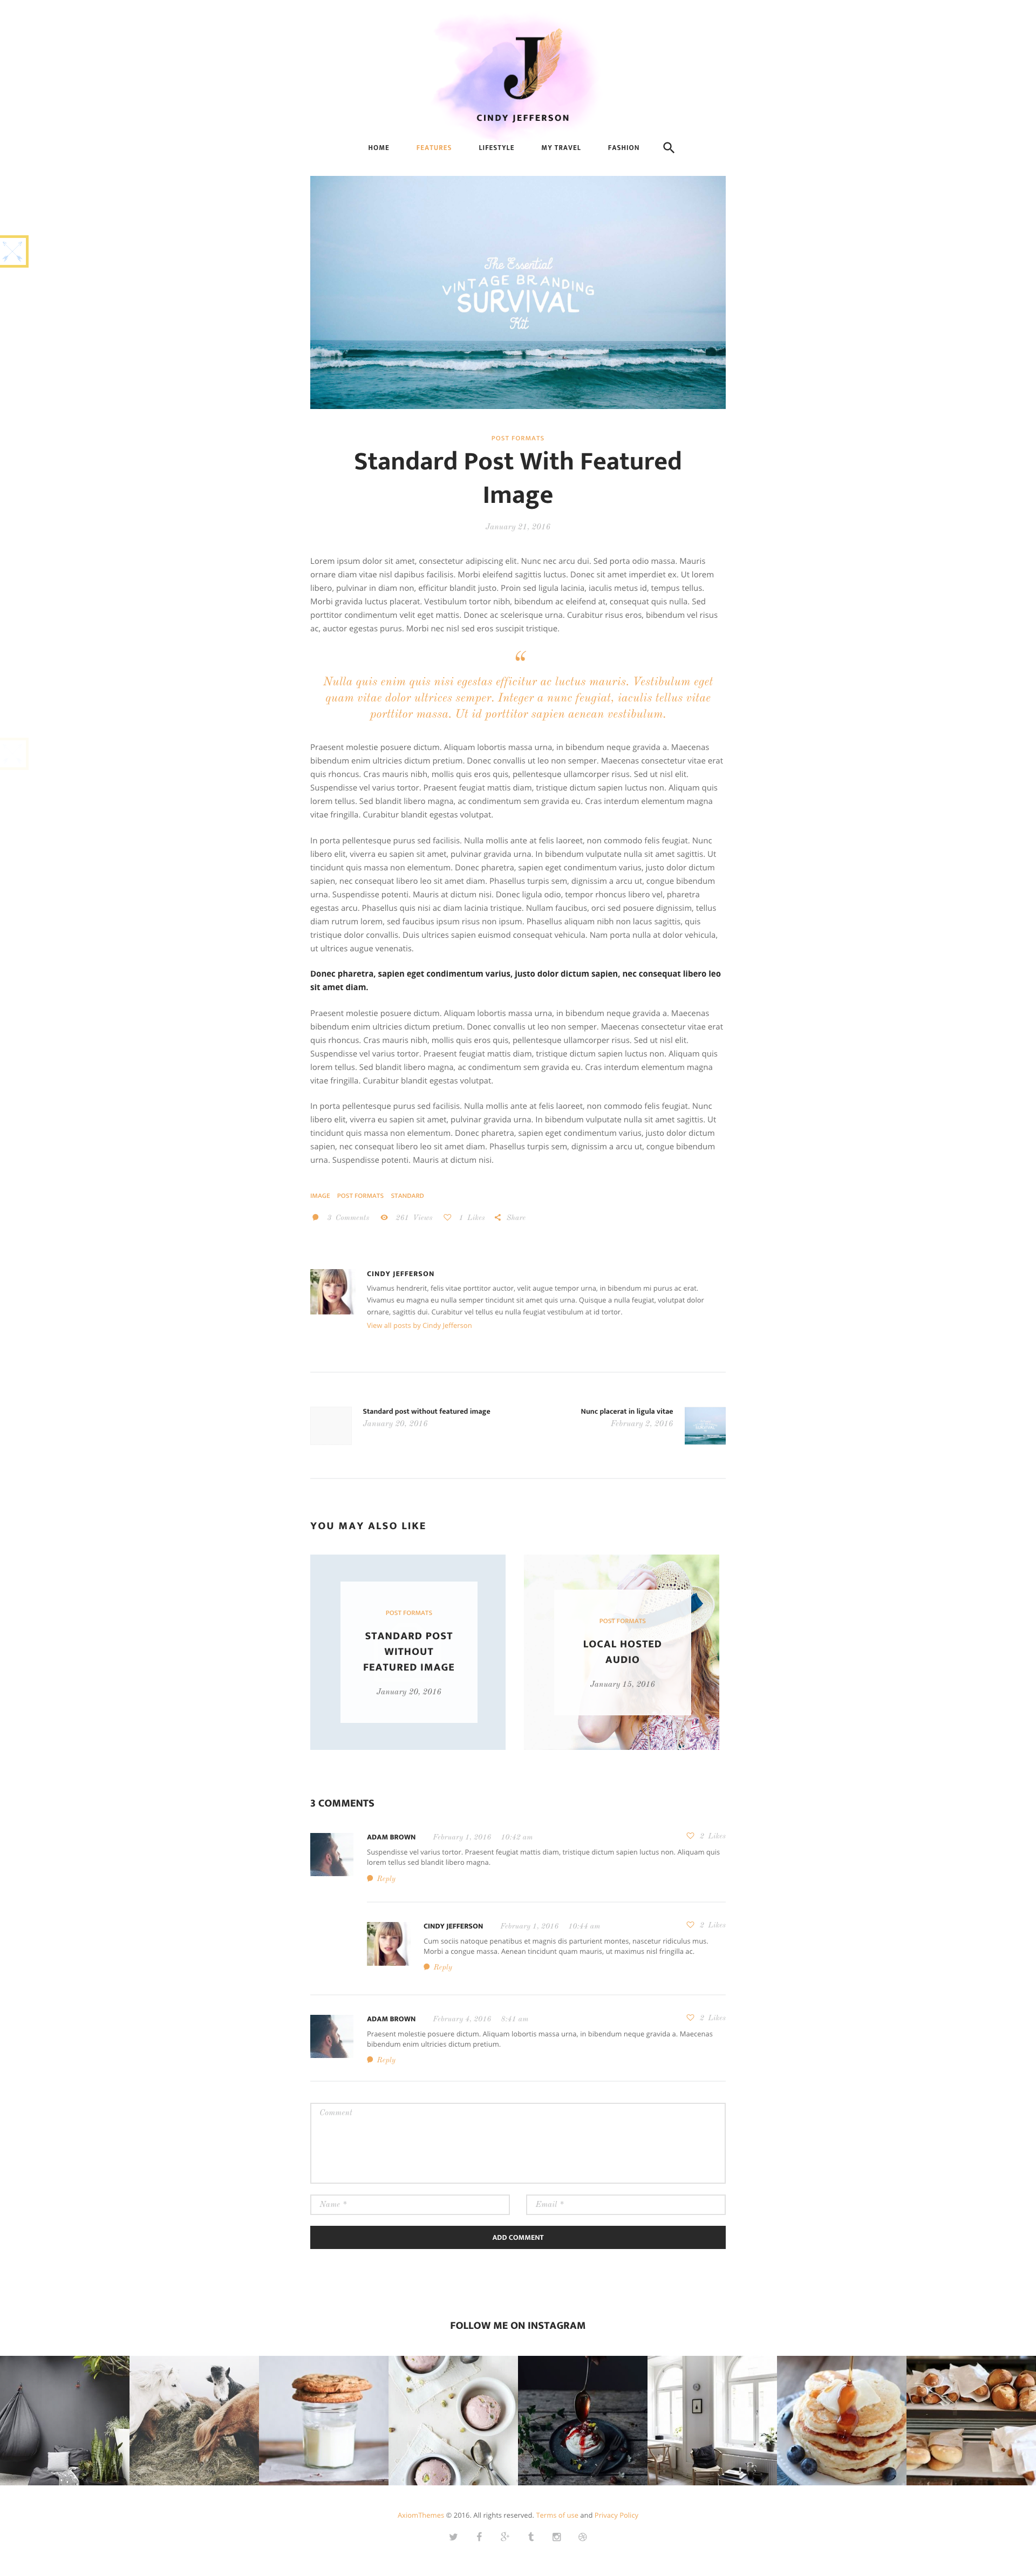 J
CINDY JEFFERSON
HOME FEATURES LIFESTYLE MY TRAVEL FASHION
The Essential
VINTAGE BRANDING
SURVIVAL
Kit
POST FORMATS
Standard Post With Featured
Image
January 21, 2016
Lorem ipsum dolor sit amet, consectetur adipiscing elit. Nunc nec arcu dui. Sed porta odio massa. Mauris
ornare diam vitae nisl dapibus facilisis. Morbi eleifend sagittis luctus. Donec sit amet imperdiet ex. Ut lorem
libero, pulvinar in diam non, efficitur blandit justo. Proin sed ligula lacinia, iaculis metus id, tempus tellus.
Morbi gravida luctus placerat. Vestibulum tortor nibh, bibendum ac eleifend at, consequat quis nulla. Sed
porttitor condimentum velit eget mattis. Donec ac scelerisque urna. Curabitur risus eros, bibendum vel risus
ac, auctor egestas purus. Morbi nec nisl sed eros suscipit tristique.
“
Nulla quis enim quis nisi egestas efficitur ac luctus mauris. Vestibulum eget
quam vitae dolor ultrices semper. Integer a nunc feugiat, iaculis tellus vitae
porttitor massa. Ut id porttitor sapien aenean vestibulum.
Praesent molestie posuere dictum. Aliquam lobortis massa urna, in bibendum neque gravida a. Maecenas
bibendum enim ultricies dictum pretium. Donec convallis ut leo non semper. Maecenas consectetur vitae erat
quis rhoncus. Cras mauris nibh, mollis quis eros quis, pellentesque ullamcorper risus. Sed ut nisl elit.
Suspendisse vel varius tortor. Praesent feugiat mattis diam, tristique dictum sapien luctus non. Aliquam quis
lorem tellus. Sed blandit libero magna, ac condimentum sem gravida eu. Cras interdum elementum magna
vitae fringilla. Curabitur blandit egestas volutpat.
In porta pellentesque purus sed facilisis. Nulla mollis ante at felis laoreet, non commodo felis feugiat. Nunc
libero elit, viverra eu sapien sit amet, pulvinar gravida urna. In bibendum vulputate nulla sit amet sagittis. Ut
tincidunt quis massa non elementum. Donec pharetra, sapien eget condimentum varius, justo dolor dictum
sapien, nec consequat libero leo sit amet diam. Phasellus turpis sem, dignissim a arcu ut, congue bibendum
urna. Suspendisse potenti. Mauris at dictum nisi. Donec ligula odio, tempor rhoncus libero vel, pharetra
egestas arcu. Phasellus quis nisi ac diam lacinia tristique. Nullam faucibus, orci sed posuere dignissim, tellus
diam rutrum lorem, sed faucibus ipsum risus non ipsum. Phasellus aliquam nibh non lacus sagittis, quis
tristique dolor convallis. Duis ultrices sapien euismod consequat vehicula. Nam porta nulla at dolor vehicula,
ut ultrices augue venenatis.
Donec pharetra, sapien eget condimentum varius, justo dolor dictum sapien, nec consequat libero leo
sit amet diam.
Praesent molestie posuere dictum. Aliquam lobortis massa urna, in bibendum neque gravida a. Maecenas
bibendum enim ultricies dictum pretium. Donec convallis ut leo non semper. Maecenas consectetur vitae erat
quis rhoncus. Cras mauris nibh, mollis quis eros quis, pellentesque ullamcorper risus. Sed ut nisl elit.
Suspendisse vel varius tortor. Praesent feugiat mattis diam, tristique dictum sapien luctus non. Aliquam quis
lorem tellus. Sed blandit libero magna, ac condimentum sem gravida eu. Cras interdum elementum magna
vitae fringilla. Curabitur blandit egestas volutpat.
In porta pellentesque purus sed facilisis. Nulla mollis ante at felis laoreet, non commodo felis feugiat. Nunc
libero elit, viverra eu sapien sit amet, pulvinar gravida urna. In bibendum vulputate nulla sit amet sagittis. Ut
tincidunt quis massa non elementum. Donec pharetra, sapien eget condimentum varius, justo dolor dictum
sapien, nec consequat libero leo sit amet diam. Phasellus turpis sem, dignissim a arcu ut, congue bibendum
urna. Suspendisse potenti. Mauris at dictum nisi.
IMAGE POST FORMATS STANDARD
3 Comments 261 Views 1 Likes Share
CINDY JEFFERSON
Vivamus hendrerit, felis vitae porttitor auctor, velit augue tempor urna, in bibendum mi purus ac erat.
Vivamus eu magna eu nulla semper tincidunt sit amet quis urna. Quisque a nulla feugiat, volutpat dolor
ornare, sagittis dui. Curabitur vel tellus eu nulla feugiat vestibulum at id tortor.
View all posts by Cindy Jefferson
Standard post without featured image
January 20, 2016
Nunc placerat in ligula vitae
February 2, 2016
YOU MAY ALSO LIKE
POST FORMATS
STANDARD POST
WITHOUT
FEATURED IMAGE
January 20, 2016
POST FORMATS
LOCAL HOSTED
AUDIO
January 15, 2016
3 COMMENTS
ADAM BROWN February 1, 2016 10:42 am 2 Likes
Suspendisse vel varius tortor. Praesent feugiat mattis diam, tristique dictum sapien luctus non. Aliquam quis
lorem tellus sed blandit libero magna.
Reply
CINDY JEFFERSON February 1, 2016 10:44 am 2 Likes
Cum sociis natoque penatibus et magnis dis parturient montes, nascetur ridiculus mus.
Morbi a congue massa. Aenean tincidunt quam mauris, ut maximus nisl fringilla ac.
Reply
ADAM BROWN February 4, 2016 8:41 am 2 Likes
Praesent molestie posuere dictum. Aliquam lobortis massa urna, in bibendum neque gravida a. Maecenas
bibendum enim ultricies dictum pretium.
Reply
Comment
Name * Email *
ADD COMMENT
FOLLOW ME ON INSTAGRAM
AxiomThemes © 2016. All rights reserved. Terms of use and Privacy Policy